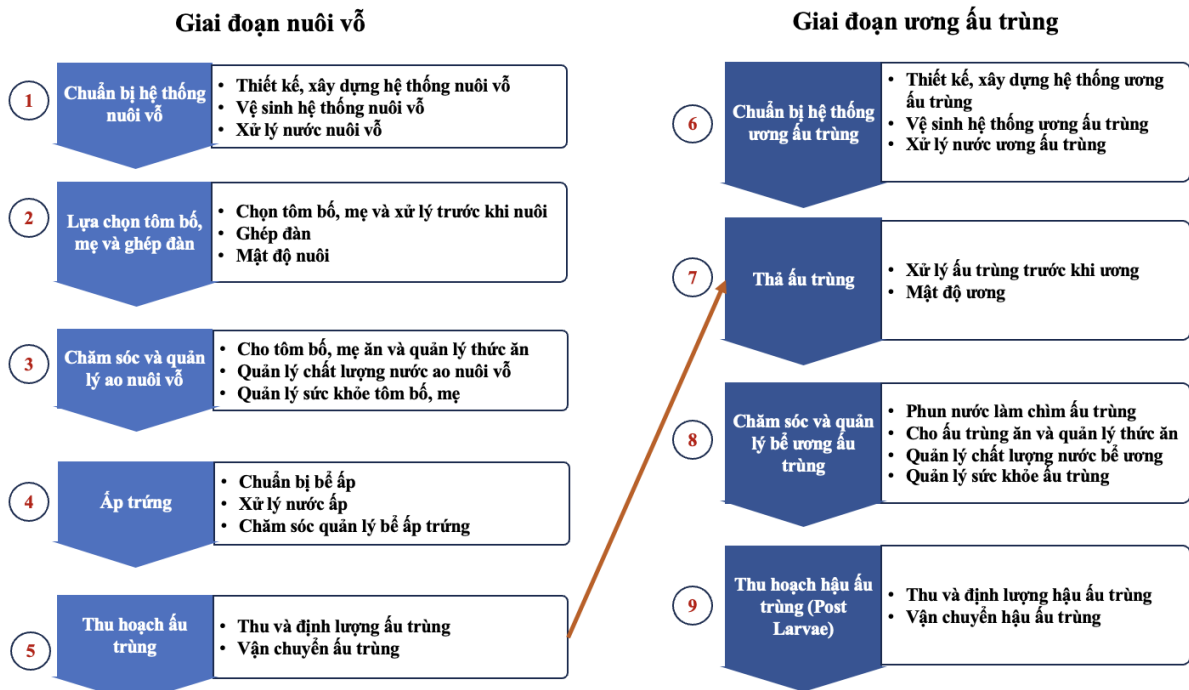 Giai đoạn nuôi vỗ
1
Chuẩn bị hệ thống
nuôi vỗ
• Thiết kế, xây dựng hệ thống nuôi vỗ
• Vệ sinh hệ thống nuôi vỗ
• Xử lý nước nuôi vỗ
2
Lựa chọn tôm bố,
mẹ và ghép đàn
• Chọn tôm bố, mẹ và xử lý trước khi nuôi
• Ghép đàn
• Mật độ nuôi
3
Chăm sóc và quản
lý ao nuôi vỗ
• Cho tôm bố, mẹ ăn và quản lý thức ăn
• Quản lý chất lượng nước ao nuôi vỗ
• Quản lý sức khỏe tôm bố, mẹ
4
Ấp trứng
• Chuẩn bị bể ấp
• Xử lý nước ấp
• Chăm sóc quản lý bể ấp trứng
5
Thu hoạch ấu
trùng
• Thu và định lượng ấu trùng
• Vận chuyển ấu trùng
Giai đoạn ương ấu trùng
6
Chuẩn bị hệ thống
ương ấu trùng
• Thiết kế, xây dựng hệ thống ương
ấu trùng
• Vệ sinh hệ thống ương ấu trùng
• Xử lý nước ương ấu trùng
7
Thả ấu trùng
• Xử lý ấu trùng trước khi ương
• Mật độ ương
8
Chăm sóc và quản
lý bể ương ấu
trùng
• Phun nước làm chìm ấu trùng
• Cho ấu trùng ăn và quản lý thức ăn
• Quản lý chất lượng nước bể ương
• Quản lý sức khỏe ấu trùng
9
Thu hoạch hậu ấu
trùng (Post
Larvae)
• Thu và định lượng hậu ấu trùng
• Vận chuyển hậu ấu trùng